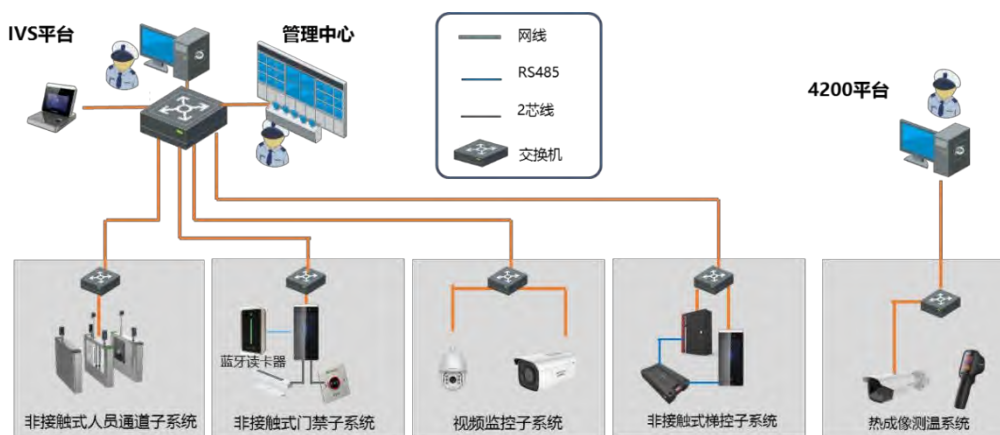 IVS平台
管理中心
网线
RS485
2芯线
交换机
4200平台
蓝牙读卡器
非接触式人员通道子系统
非接触式门禁子系统
视频监控子系统
非接触式梯控子系统
热成像测温系统